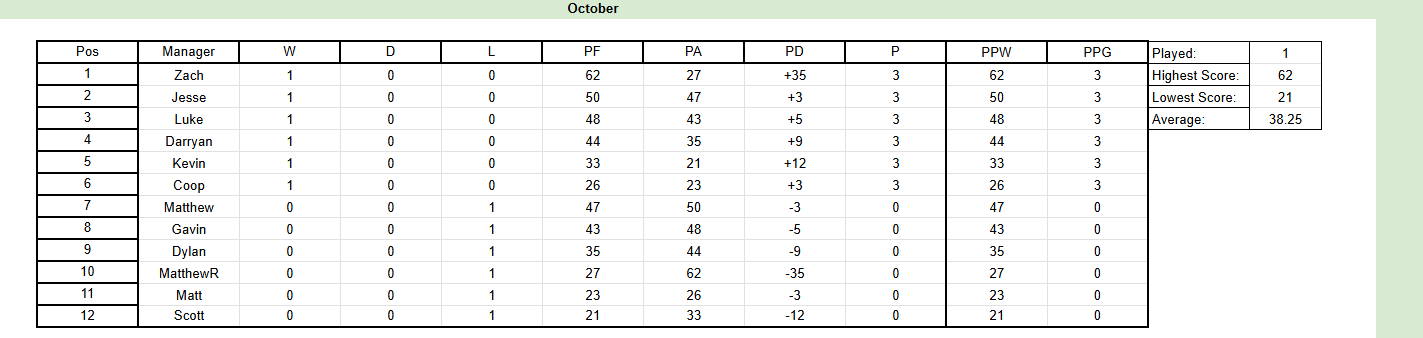 October
Pos Manager W D L PF PA PD P PPW PPG Played: 1
1 Zach 1 0 0 62 27 +35 3 62 3 Highest Score: 62
2 Jesse 1 0 0 50 47 +3 3 50 3 Lowest Score: 21
3 Luke 1 0 0 48 43 +5 3 48 3 Average: 38.25
4 Darryan 1 0 0 44 35 +9 3 44 3
5 Kevin 1 0 0 33 21 +12 3 33 3
6 Coop 1 0 0 26 23 +3 3 26 3
7 Matthew 0 0 1 47 50 -3 0 47 0
8 Gavin 0 0 1 43 48 -5 0 43 0
9 Dylan 0 0 1 35 44 -9 0 35 0
10 MatthewR 0 0 1 27 62 -35 0 27 0
11 Matt 0 0 1 23 26 -3 0 23 0
12 Scott 0 0 1 21 33 -12 0 21 0